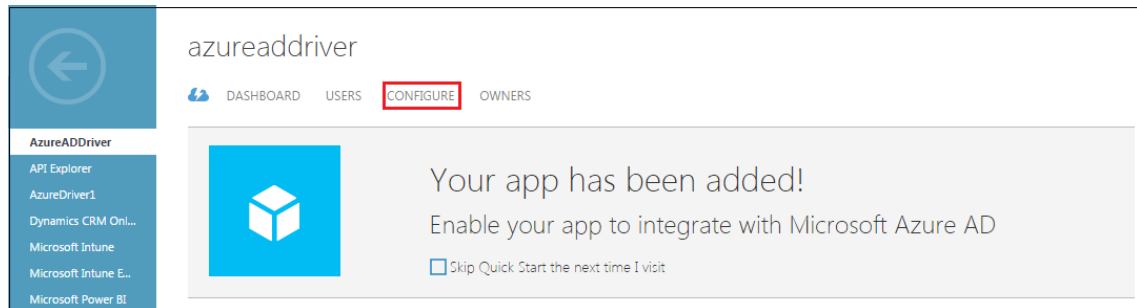 azureaddriver
DASHBOARD USERS CONFIGURE OWNERS
AzureADDriver
API Explorer
AzureDriver1
Dynamics CRM Onl...
Microsoft Intune
Microsoft Intune E...
Microsoft Power BI
Your app has been added!
Enable your app to integrate with Microsoft Azure AD
Skip Quick Start the next time I visit